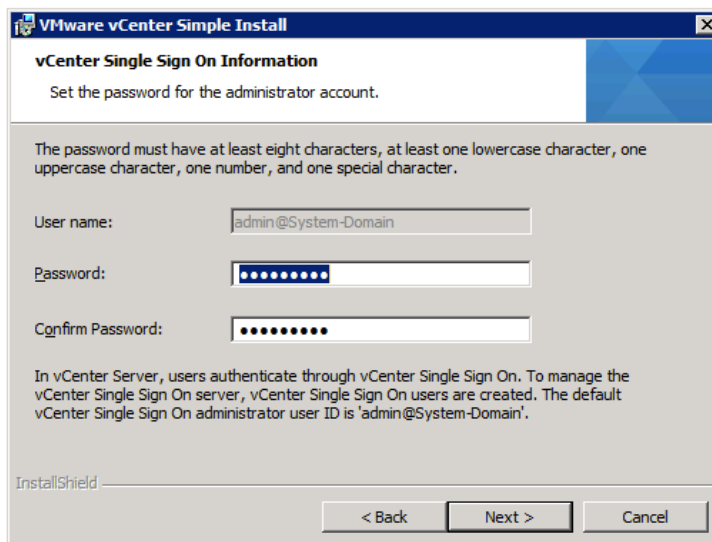 VMware vCenter Simple Install
vCenter Single Sign On Information
Set the password for the administrator account.
The password must have at least eight characters, at least one lowercase character, one
uppercase character, one number, and one special character.
User name:
admin@System-Domain
Password:
●●●●●●●●●
Confirm Password:
●●●●●●●●●
In vCenter Server, users authenticate through vCenter Single Sign On. To manage the
vCenter Single Sign On server, vCenter Single Sign On users are created. The default
vCenter Single Sign On administrator user ID is 'admin@System-Domain'.
InstallShield
< Back
Next >
Cancel